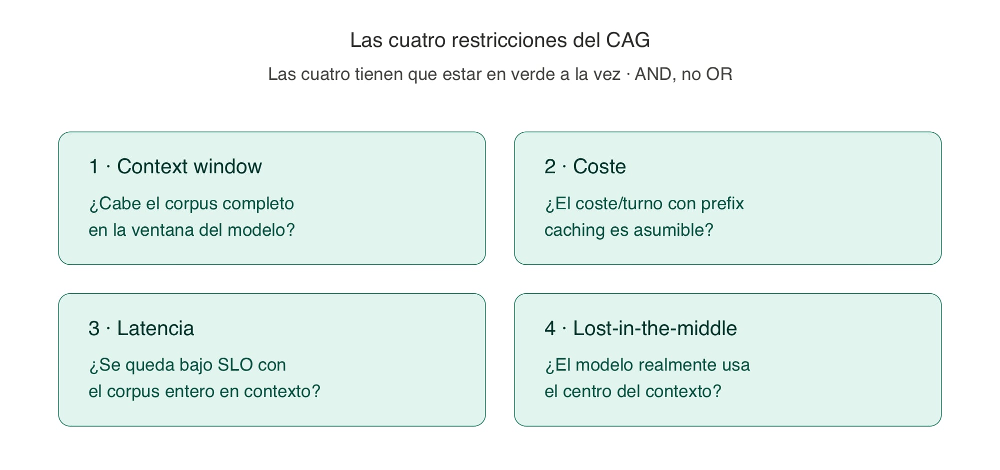 Las cuatro restricciones del CAG
Las cuatro tienen que estar en verde a la vez · AND, no OR
1 · Context window
¿Cabe el corpus completo
en la ventana del modelo?
2 · Coste
¿El coste/turno con prefix
caching es asumible?
3 · Latencia
¿Se queda bajo SLO con
el corpus entero en contexto?
4 · Lost-in-the-middle
¿El modelo realmente usa
el centro del contexto?